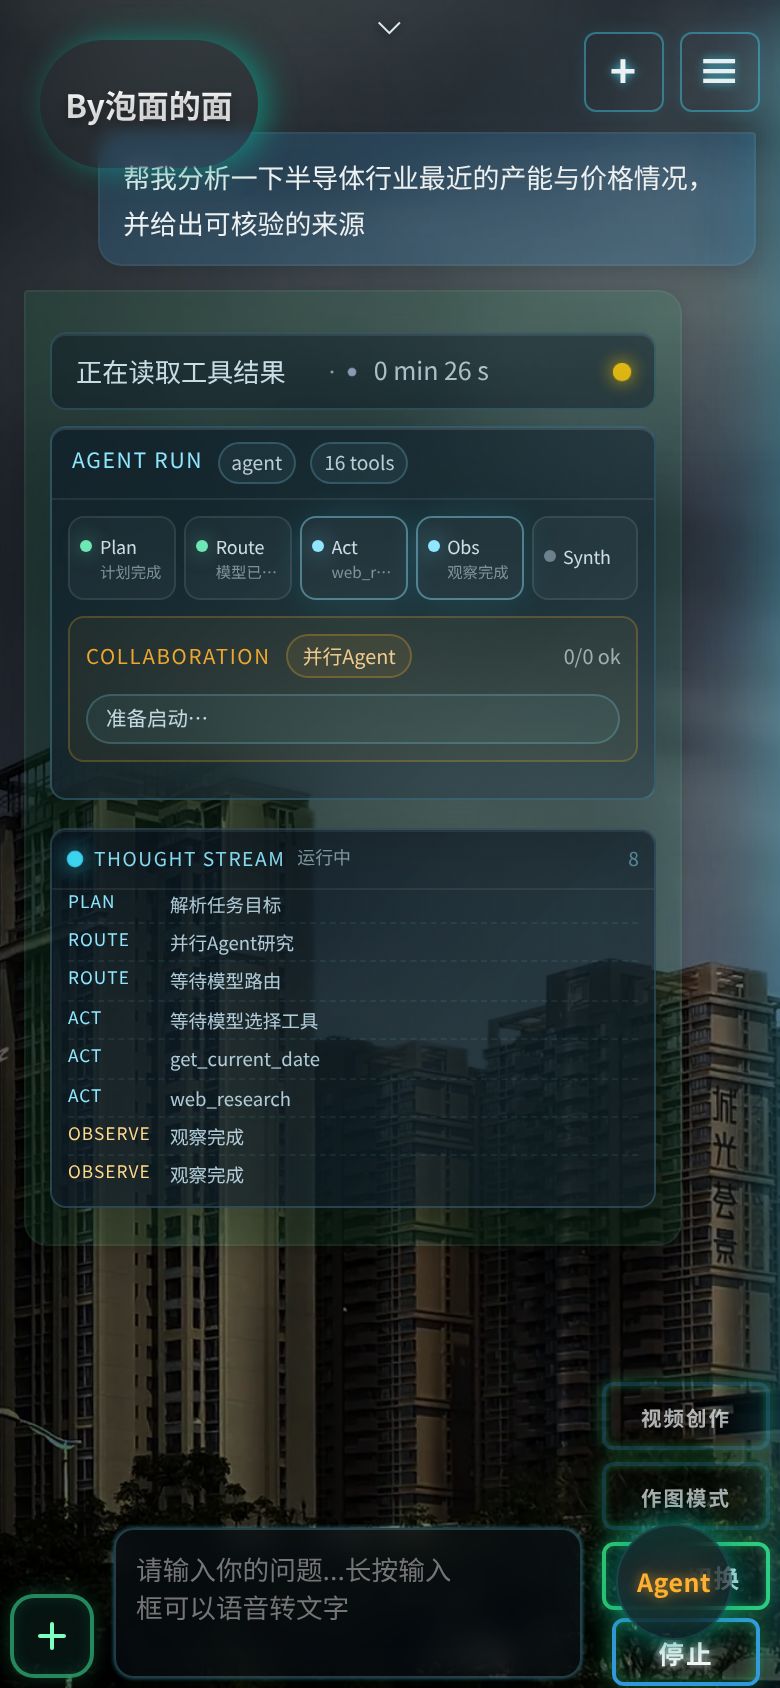 By泡面的面
帮我分析一下半导体行业最近的产能与价格情况，
并给出可核验的来源
正在读取工具结果 · • 0 min 26 s
AGENT RUN agent 16 tools
Plan
计划完成
Route
模型已…
Act
web_r…
Obs
观察完成
Synth
COLLABORATION 并行Agent 0/0 ok
准备启动…
THOUGHT STREAM 运行中 8
PLAN 解析任务目标
ROUTE 并行Agent研究
ROUTE 等待模型路由
ACT 等待模型选择工具
ACT get_current_date
ACT web_research
OBSERVE 观察完成
OBSERVE 观察完成
视频创作
作图模式
Agent 换
请输入你的问题...长按输入
框可以语音转文字
停止